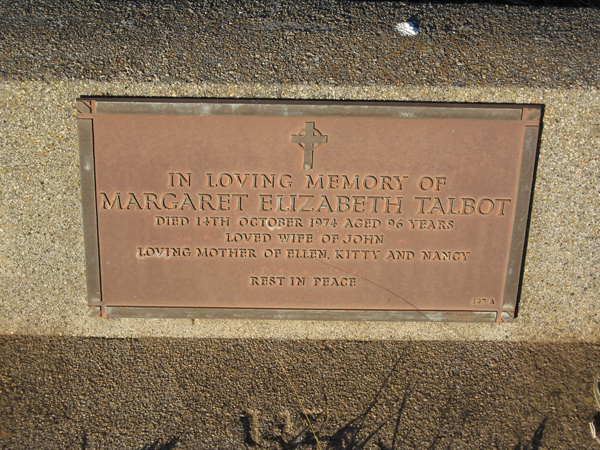 IN LOVING MEMORY OF
MARGARET ELIZABETH TALBOT
DIED 14TH OCTOBER 1974 AGED 96 YEARS
LOVED WIFE OF JOHN
LOVING MOTHER OF ELLEN, KITTY AND NANCY
REST IN PEACE